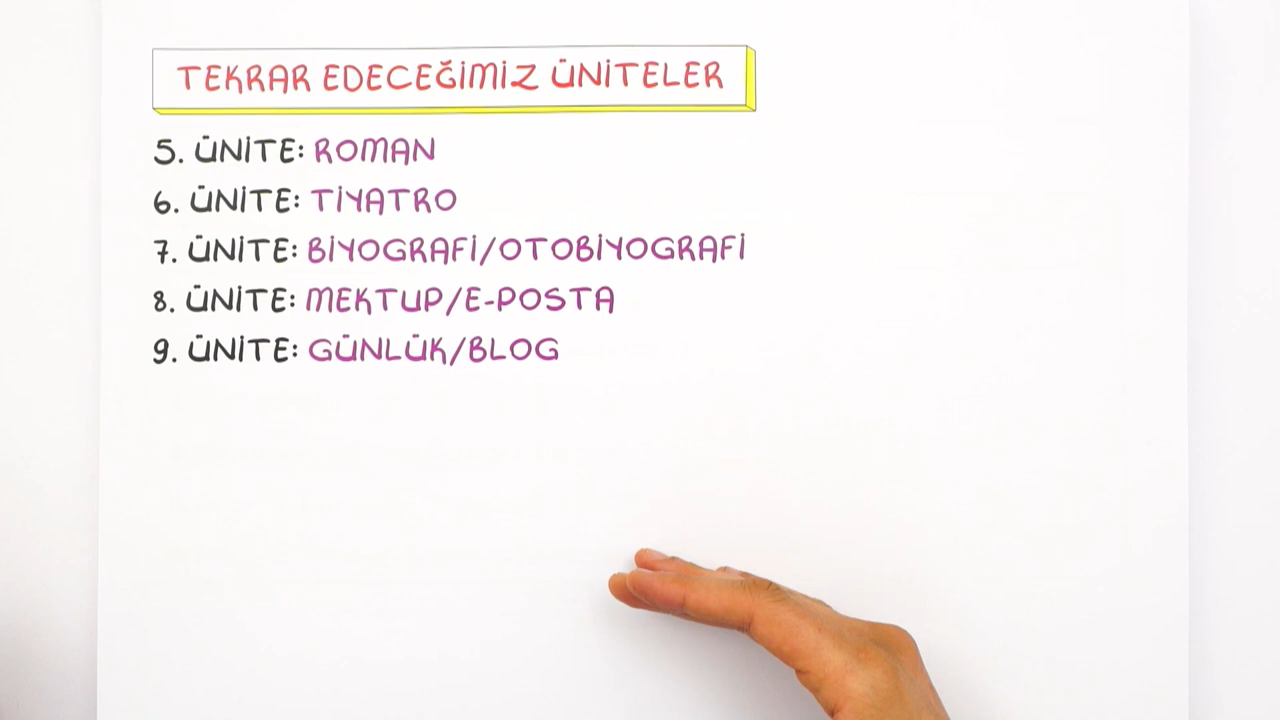 TEKRAR EDECEĞİMİZ ÜNİTELER
5. ÜNİTE: ROMAN
6. ÜNİTE: TİYATRO
7. ÜNİTE: BİYOGRAFİ/OTOBİYOGRAFİ
8. ÜNİTE: MEKTUP/E-POSTA
9. ÜNİTE: GÜNLÜK/BLOG